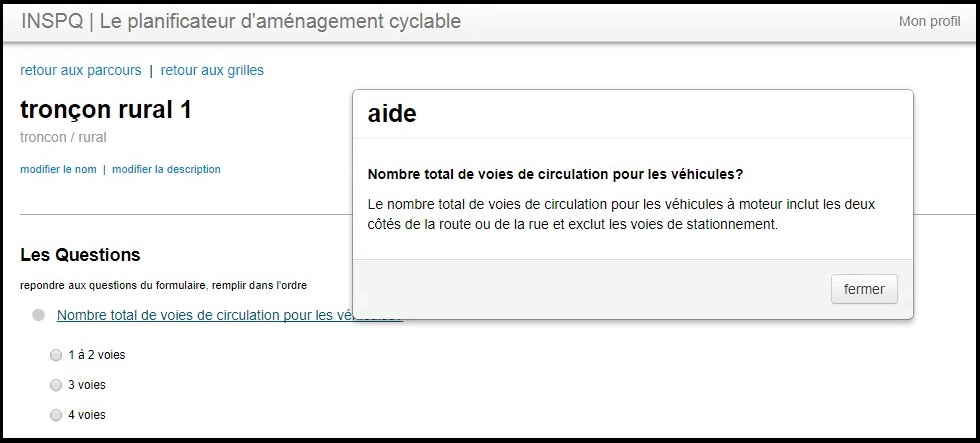 INSPQ | Le planificateur d'aménagement cyclable
Mon profil
retour aux parcours | retour aux grilles
tronçon rural 1
troncon / rural
modifier le nom | modifier la description
aide
Nombre total de voies de circulation pour les véhicules?
Le nombre total de voies de circulation pour les véhicules à moteur inclut les deux
côtés de la route ou de la rue et exclut les voies de stationnement.
fermer
Les Questions
repondre aux questions du formulaire, remplir dans l'ordre
Nombre total de voies de circulation pour les véhicules?
1 à 2 voies
3 voies
4 voies